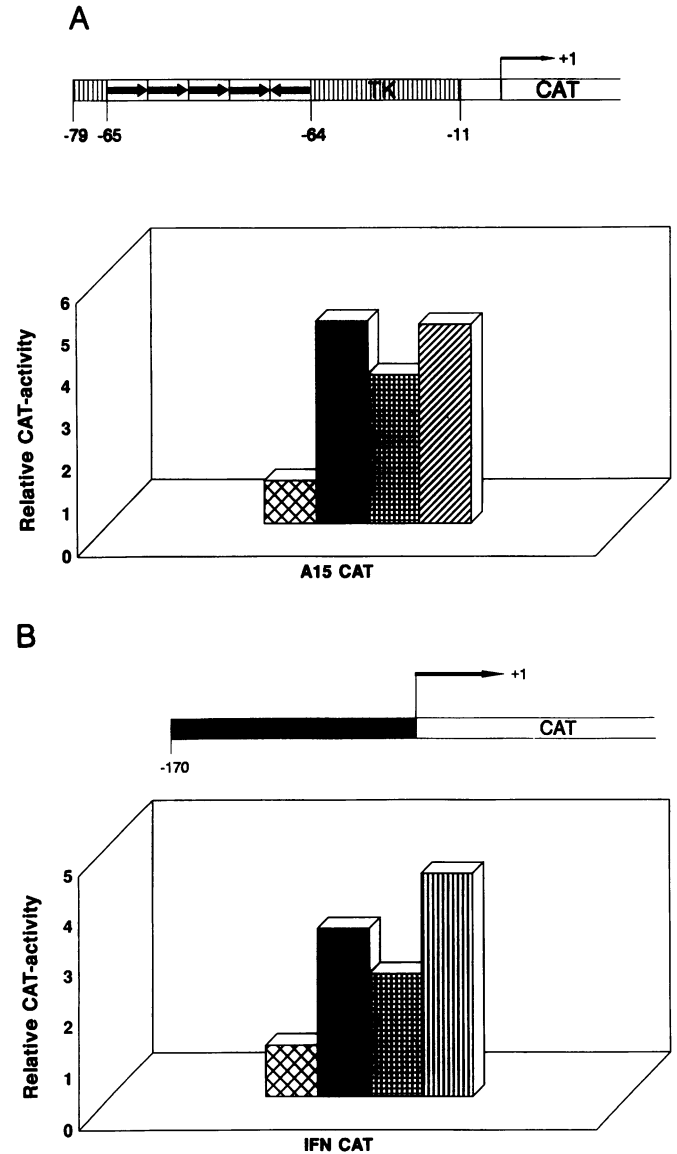 A
+1
TK
CAT
-79 -65 -64 -11
6
5
4
3
2
1
0
Relative CAT-activity
A15 CAT
B
+1
CAT
-170
5
4
3
2
1
0
Relative CAT-activity
IFN CAT